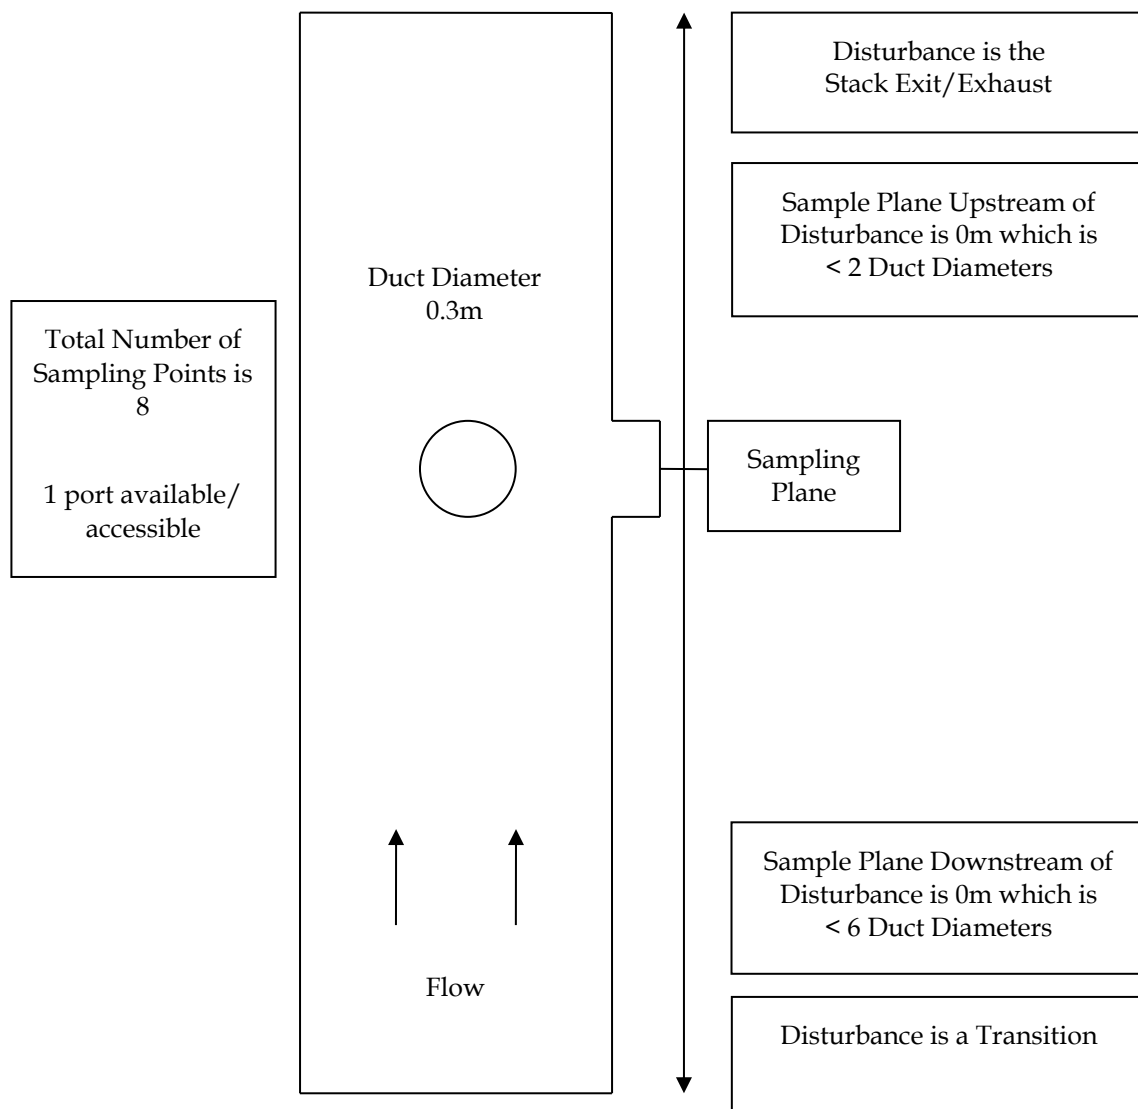 Disturbance is the
Stack Exit/Exhaust
Sample Plane Upstream of
Disturbance is 0m which is
< 2 Duct Diameters
Duct Diameter
0.3m
Total Number of
Sampling Points is
8
1 port available/
accessible
Sampling
Plane
Sample Plane Downstream of
Disturbance is 0m which is
< 6 Duct Diameters
Flow
Disturbance is a Transition